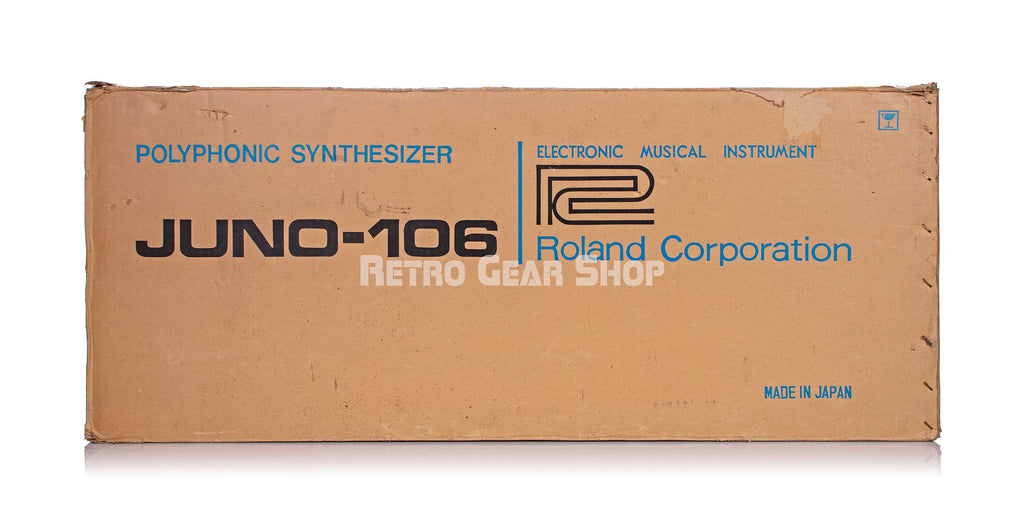 POLYPHONIC SYNTHESIZER
JUNO-106
ELECTRONIC MUSICAL INSTRUMENT
Roland Corporation
RETRO GEAR SHOP
MADE IN JAPAN